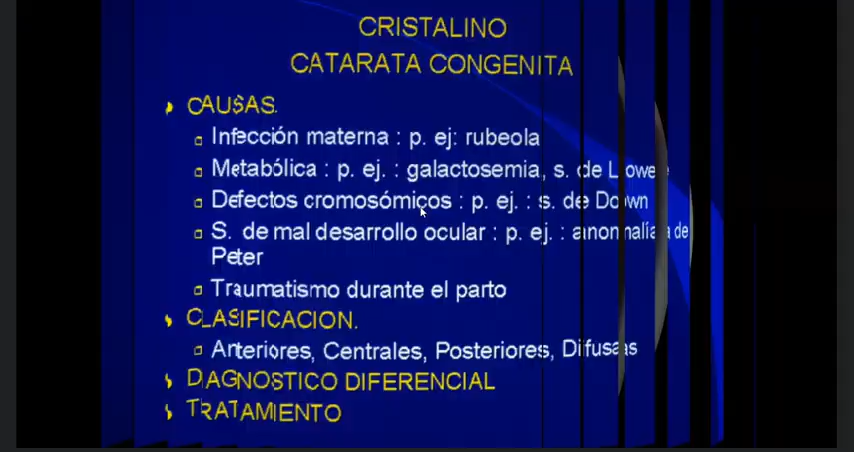 CRISTALINO
CATARATA CONGENITA
CAUSAS.
Infección materna : p. ej: rubeola
Metabólica : p. ej. : galactosemia, s. de Lowe
Defectos cromosómicos : p. ej. : s. de Down
S. de mal desarrollo ocular : p. ej. : anomalía de
Peter
Traumatismo durante el parto
CLASIFICACION.
Anteriores, Centrales, Posteriores, Difusas
DIAGNOSTICO DIFERENCIAL
TRATAMIENTO